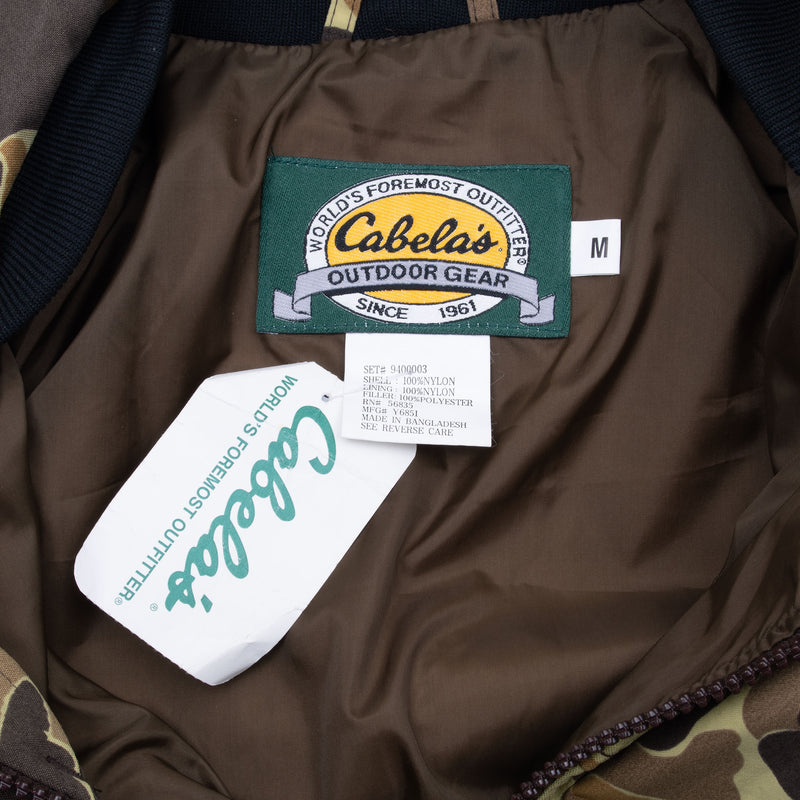 WORLD'S FOREMOST OUTFITTER®
Cabela's
OUTDOOR GEAR
SINCE 1961
M
SET# 9400003
SHELL : 100%NYLON
LINING : 100%NYLON
FILLER: 100%POLYESTER
RN# 56835
MFG# Y6851
MADE IN BANGLADESH
SEE REVERSE CARE
Cabela's®
WORLD'S FOREMOST OUTFITTER®